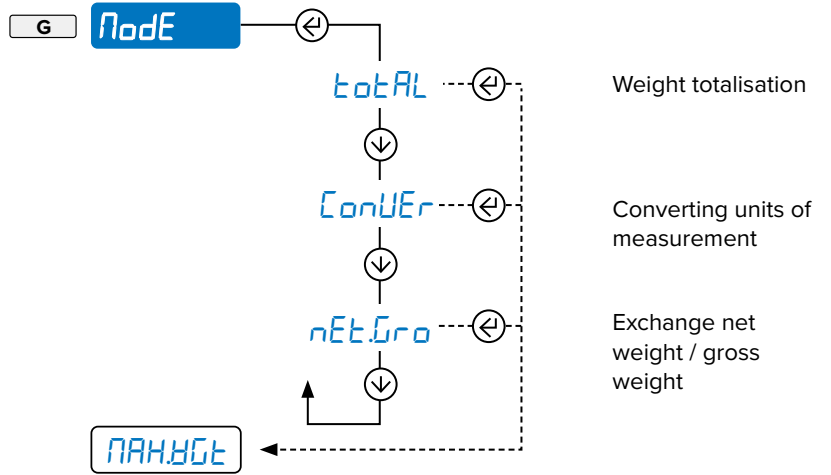 G
ModE
totAL
Weight totalisation
ConVEr
Converting units of
measurement
nEt.Gro
Exchange net
weight / gross
weight
MAH.WGt